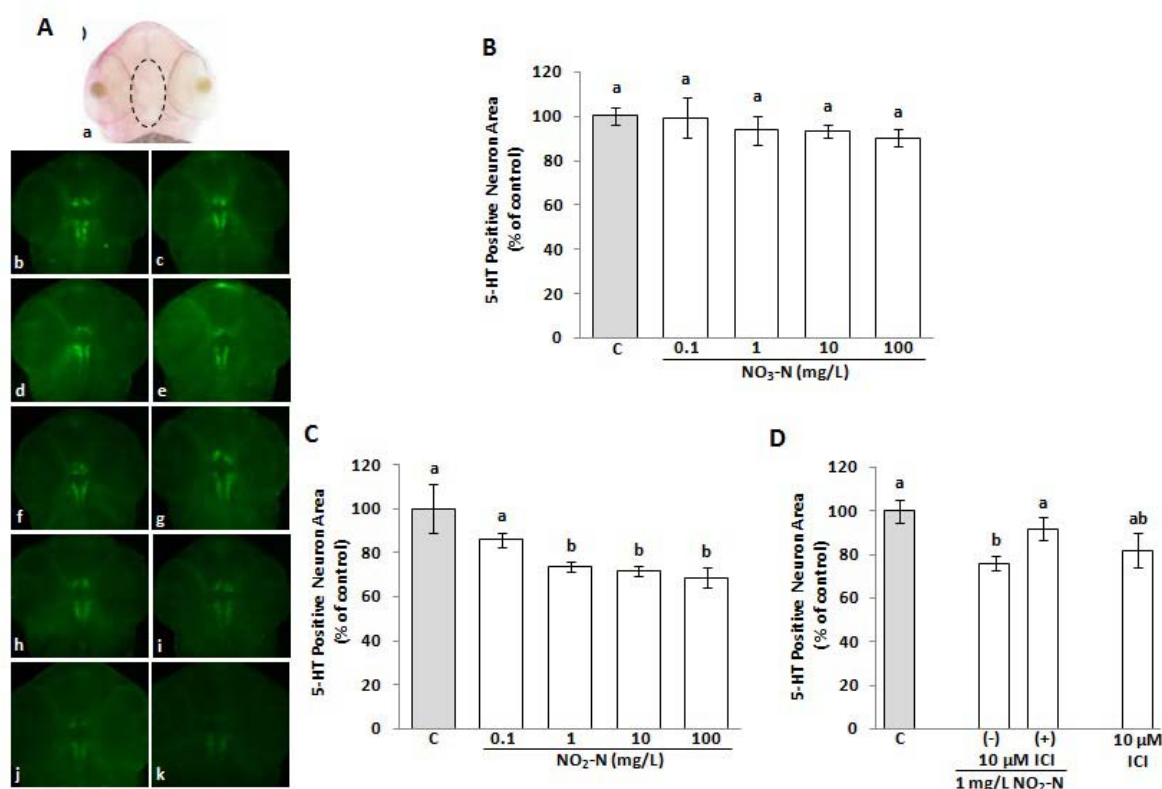 A
)
a
b
c
d
e
f
g
h
i
j
k
B
5-HT Positive Neuron Area
(% of control)
120
100
80
60
40
20
0
a
a
a
a
a
C
0.1
1
10
100
NO₃-N (mg/L)
C
5-HT Positive Neuron Area
(% of control)
120
100
80
60
40
20
0
a
a
b
b
b
C
0.1
1
10
100
NO₂-N (mg/L)
D
5-HT Positive Neuron Area
(% of control)
120
100
80
60
40
20
0
a
b
a
ab
C
(-)
(+)
10 µM ICI
1 mg/L NO₂-N
10 µM
ICI